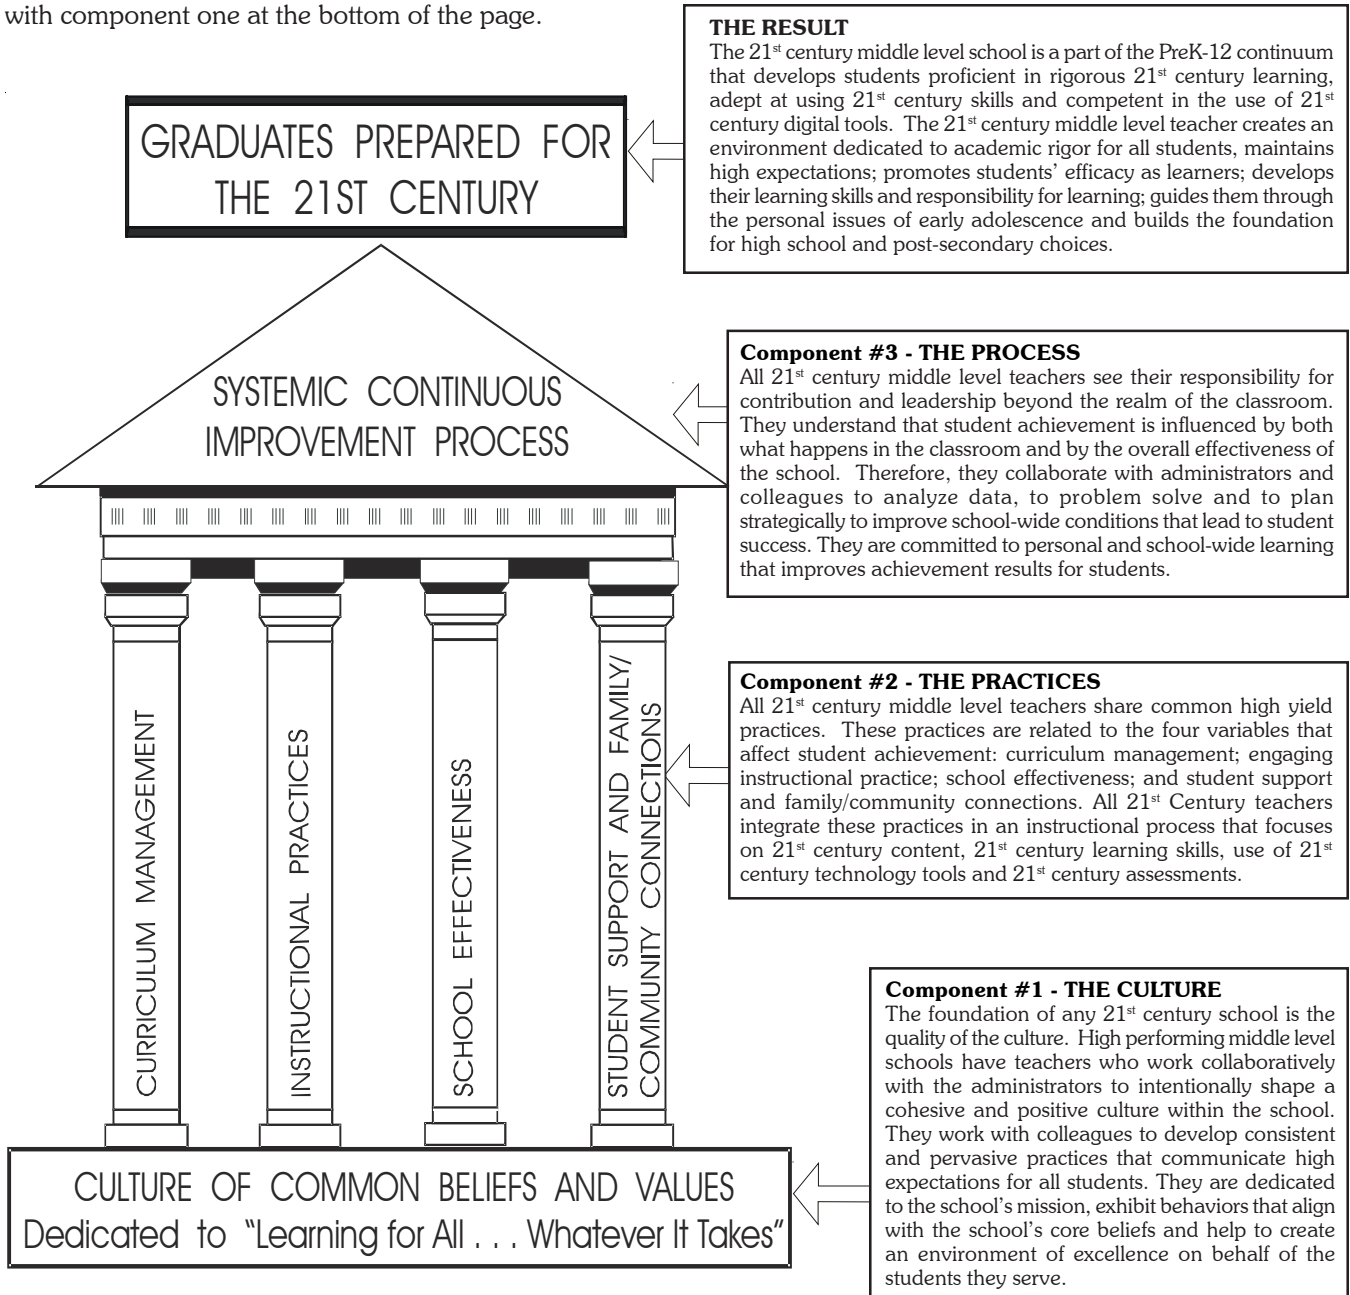 with component one at the bottom of the page.
THE RESULT
The 21st century middle level school is a part of the PreK-12 continuum
that develops students proficient in rigorous 21st century learning,
adept at using 21st century skills and competent in the use of 21st
century digital tools. The 21st century middle level teacher creates an
environment dedicated to academic rigor for all students, maintains
high expectations; promotes students' efficacy as learners; develops
their learning skills and responsibility for learning; guides them through
the personal issues of early adolescence and builds the foundation
for high school and post-secondary choices.
GRADUATES PREPARED FOR
THE 21ST CENTURY
SYSTEMIC CONTINUOUS
IMPROVEMENT PROCESS
Component #3 - THE PROCESS
All 21st century middle level teachers see their responsibility for
contribution and leadership beyond the realm of the classroom.
They understand that student achievement is influenced by both
what happens in the classroom and by the overall effectiveness of
the school. Therefore, they collaborate with administrators and
colleagues to analyze data, to problem solve and to plan
strategically to improve school-wide conditions that lead to student
success. They are committed to personal and school-wide learning
that improves achievement results for students.
CURRICULUM MANAGEMENT
INSTRUCTIONAL PRACTICES
SCHOOL EFFECTIVENESS
STUDENT SUPPORT AND FAMILY/
COMMUNITY CONNECTIONS
Component #2 - THE PRACTICES
All 21st century middle level teachers share common high yield
practices. These practices are related to the four variables that
affect student achievement: curriculum management; engaging
instructional practice; school effectiveness; and student support
and family/community connections. All 21st Century teachers
integrate these practices in an instructional process that focuses
on 21st century content, 21st century learning skills, use of 21st
century technology tools and 21st century assessments.
Component #1 - THE CULTURE
The foundation of any 21st century school is the
quality of the culture. High performing middle level
schools have teachers who work collaboratively
with the administrators to intentionally shape a
cohesive and positive culture within the school.
They work with colleagues to develop consistent
and pervasive practices that communicate high
expectations for all students. They are dedicated
to the school's mission, exhibit behaviors that align
with the school's core beliefs and help to create
an environment of excellence on behalf of the
students they serve.
CULTURE OF COMMON BELIEFS AND VALUES
Dedicated to "Learning for All . . . Whatever It Takes"